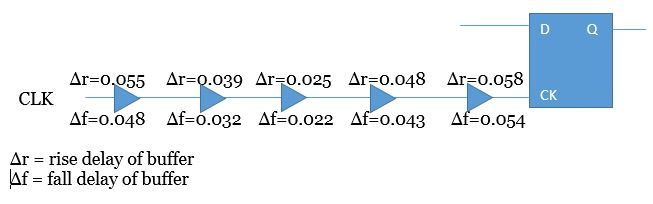 D Q
Δr=0.055 Δr=0.039 Δr=0.025 Δr=0.048 Δr=0.058
CLK
CK
Δf=0.048 Δf=0.032 Δf=0.022 Δf=0.043 Δf=0.054
Δr = rise delay of buffer
Δf = fall delay of buffer